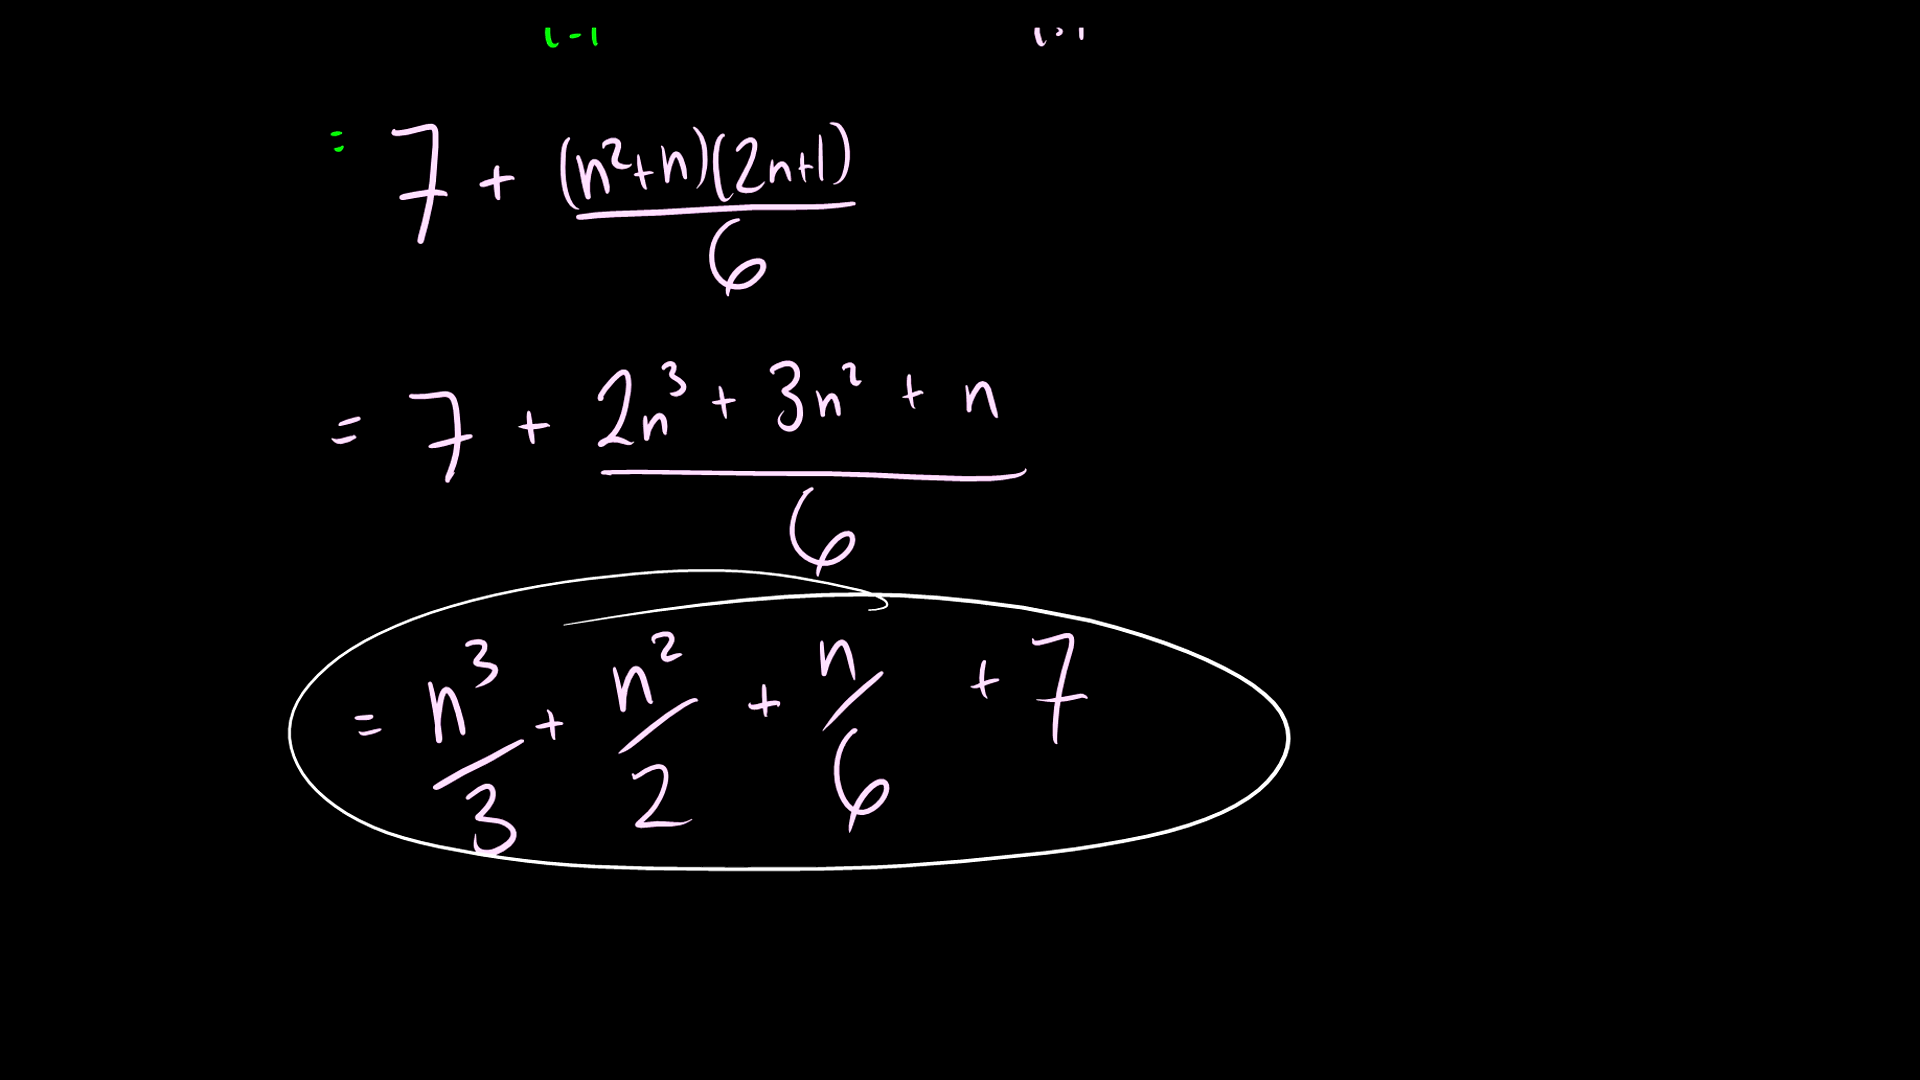 = 7 + (n²+n)(2n+1)
6
= 7 + 2n³ + 3n² + n
6
= n³/3 + n²/2 + n/6 + 7